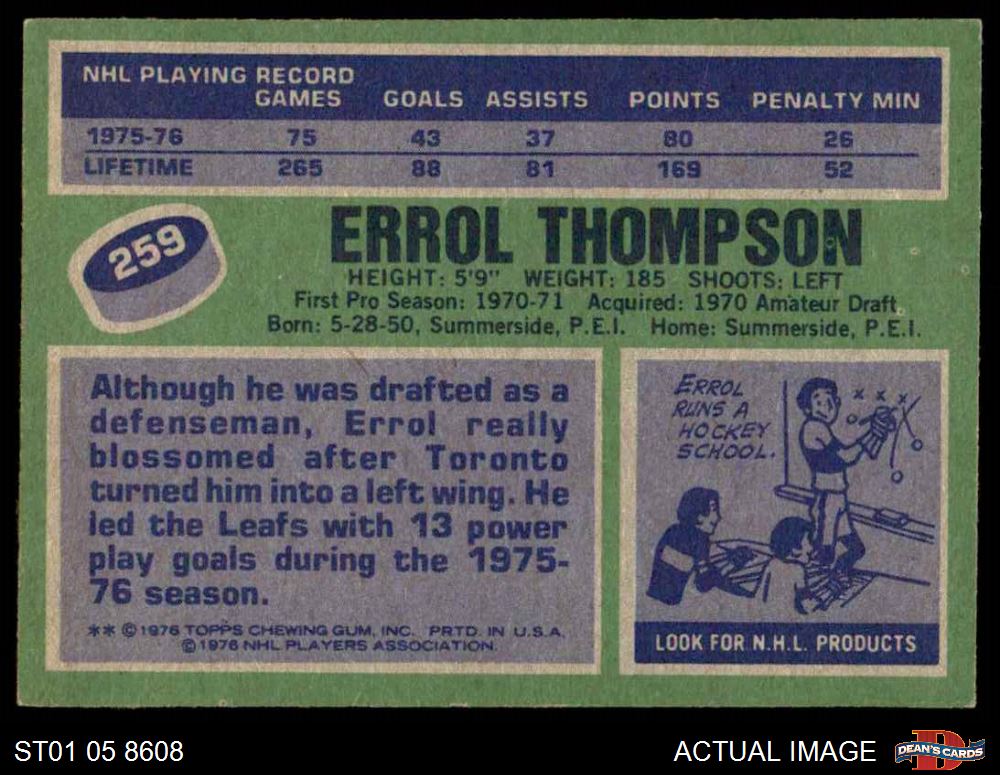 NHL PLAYING RECORD
GAMES GOALS ASSISTS POINTS PENALTY MIN
1975-76 75 43 37 80 26
LIFETIME 265 88 81 169 52
259
ERROL THOMPSON
HEIGHT: 5'9" WEIGHT: 185 SHOOTS: LEFT
First Pro Season: 1970-71 Acquired: 1970 Amateur Draft
Born: 5-28-50, Summerside, P.E.I. Home: Summerside, P.E.I.
Although he was drafted as a
defenseman, Errol really
blossomed after Toronto
turned him into a left wing. He
led the Leafs with 13 power
play goals during the 1975-
76 season.
** © 1976 TOPPS CHEWING GUM, INC. PRTD. IN U.S.A.
© 1976 NHL PLAYERS ASSOCIATION.
ERROL
RUNS A
HOCKEY
SCHOOL.
LOOK FOR N.H.L. PRODUCTS
ST01 05 8608
ACTUAL IMAGE
DEAN'S CARDS